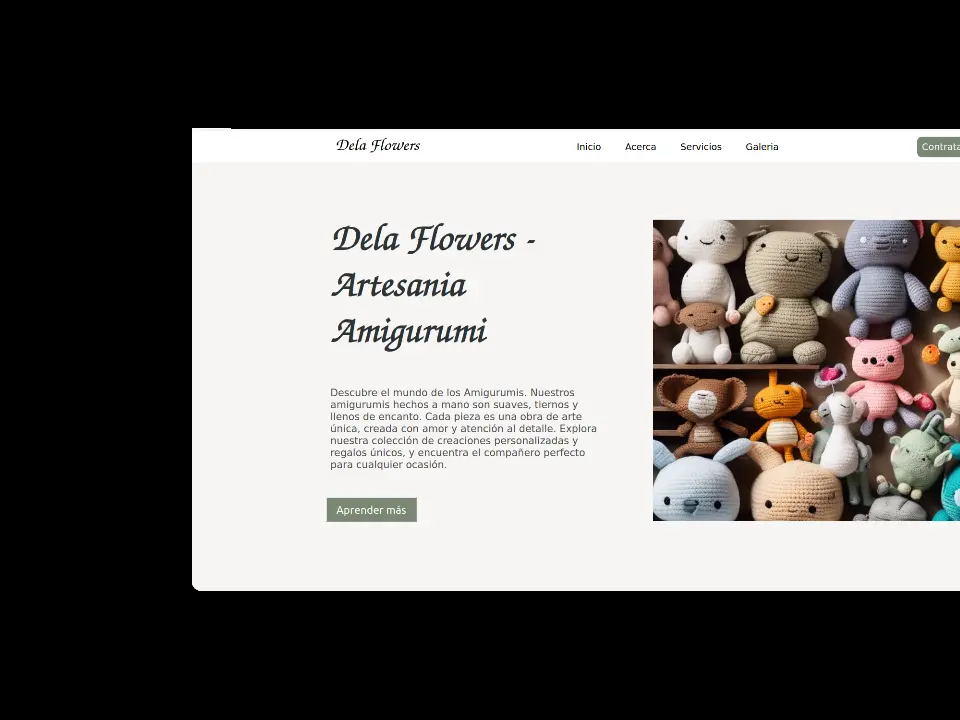 Dela Flowers
Inicio Acerca Servicios Galeria
Dela Flowers -
Artesania
Amigurumi
Descubre el mundo de los Amigurumis. Nuestros
amigurumis hechos a mano son suaves, tiernos y
llenos de encanto. Cada pieza es una obra de arte
única, creada con amor y atención al detalle. Explora
nuestra colección de creaciones personalizadas y
regalos únicos, y encuentra el compañero perfecto
para cualquier ocasión.
Aprender más